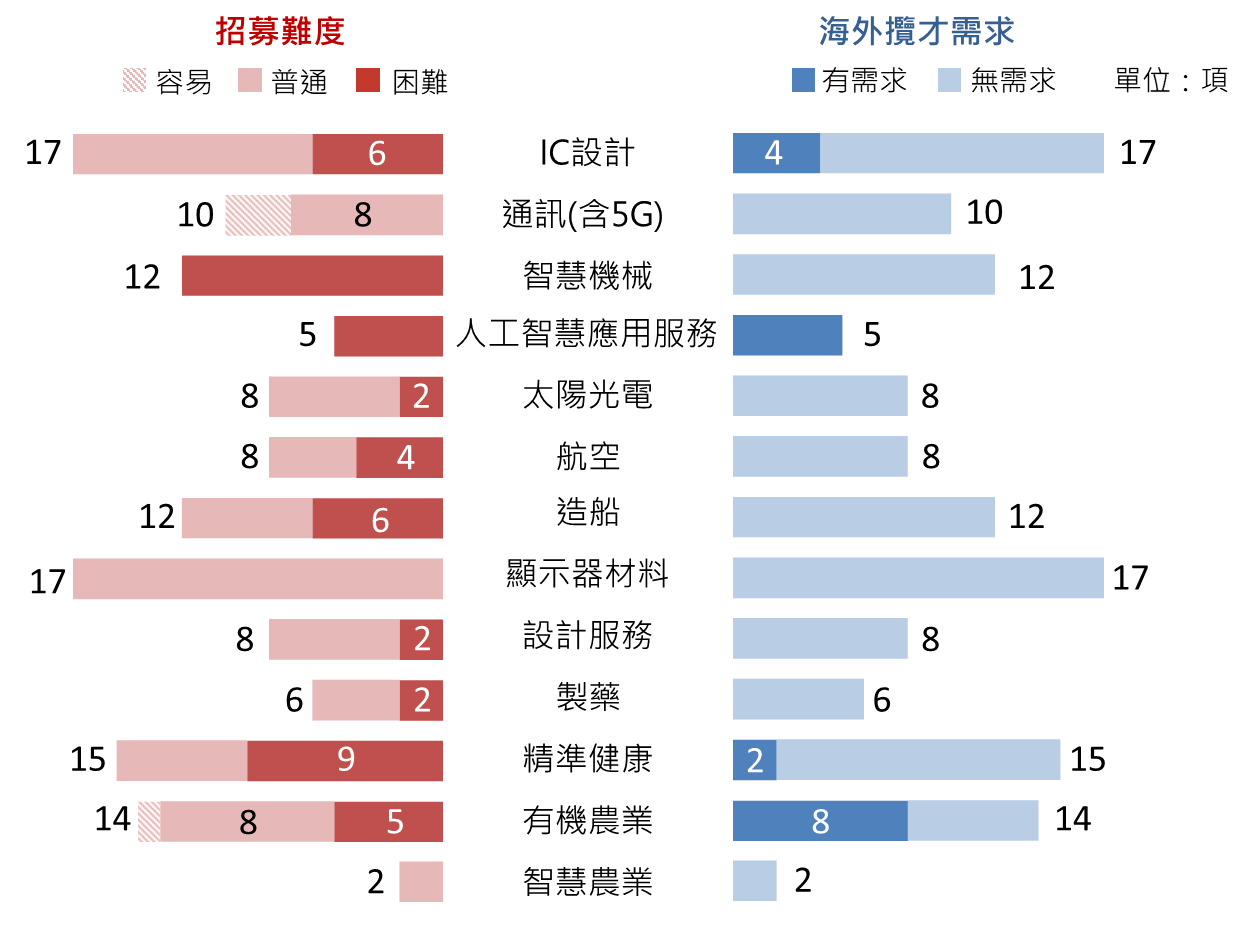 招募難度 海外攬才需求
容易 普通 困難 有需求 無需求 單位：項
17 6 IC設計 4 17
10 8 通訊(含5G) 10
12 智慧機械 12
5 人工智慧應用服務 5
8 2 太陽光電 8
8 4 航空 8
12 6 造船 12
17 顯示器材料 17
8 2 設計服務 8
6 2 製藥 6
15 9 精準健康 2 15
14 8 5 有機農業 8 14
2 智慧農業 2